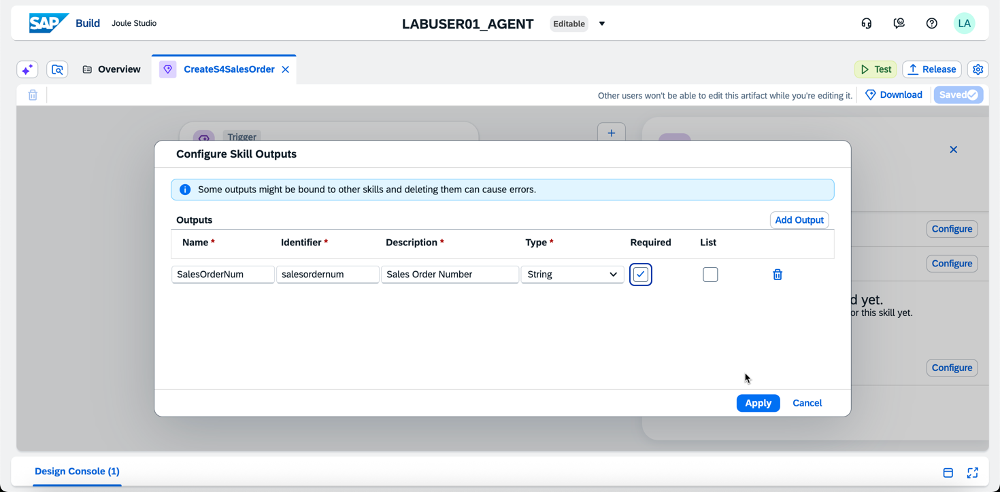 SAP Build Joule Studio
LABUSER01_AGENT Editable
LA
Overview
CreateS4SalesOrder
Test
Release
Other users won't be able to edit this artifact while you're editing it.
Download
Saved
Trigger
Configure Skill Outputs
Some outputs might be bound to other skills and deleting them can cause errors.
Outputs
Add Output
Name * Identifier * Description * Type * Required List
SalesOrderNum salesordernum Sales Order Number String
Configure
Configure
d yet.
or this skill yet.
Configure
Apply Cancel
Design Console (1)